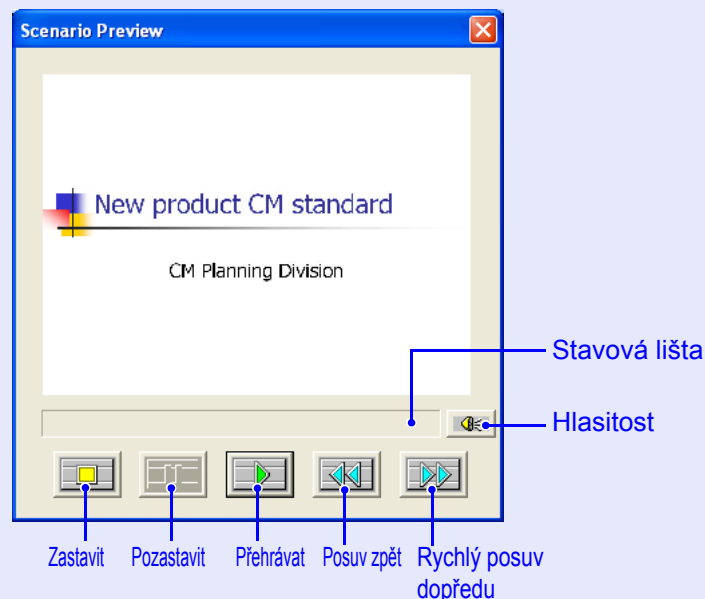 Scenario Preview
New product CM standard
CM Planning Division
Stavová lišta
Hlasitost
Zastavit
Pozastavit
Přehrávat
Posuv zpět
Rychlý posuv
dopředu